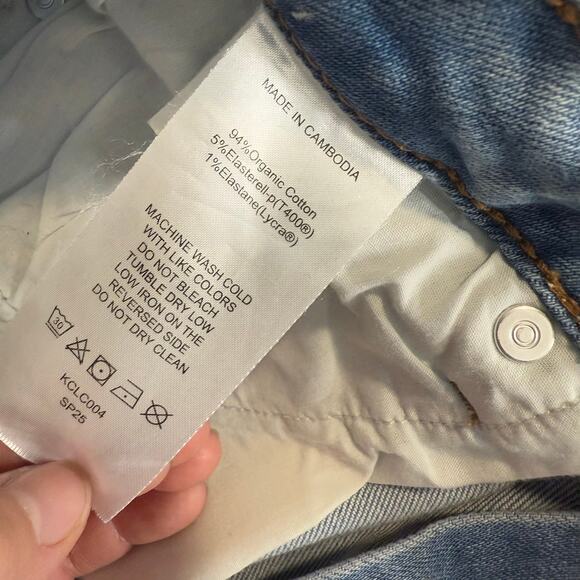 MADE IN CAMBODIA
94%Organic Cotton
5%Elasterell-p(T400®)
1%Elastane(Lycra®)
MACHINE WASH COLD
WITH LIKE COLORS
DO NOT BLEACH
TUMBLE DRY LOW
LOW IRON ON THE
REVERSED SIDE
DO NOT DRY CLEAN
30
KCLC004
SP25